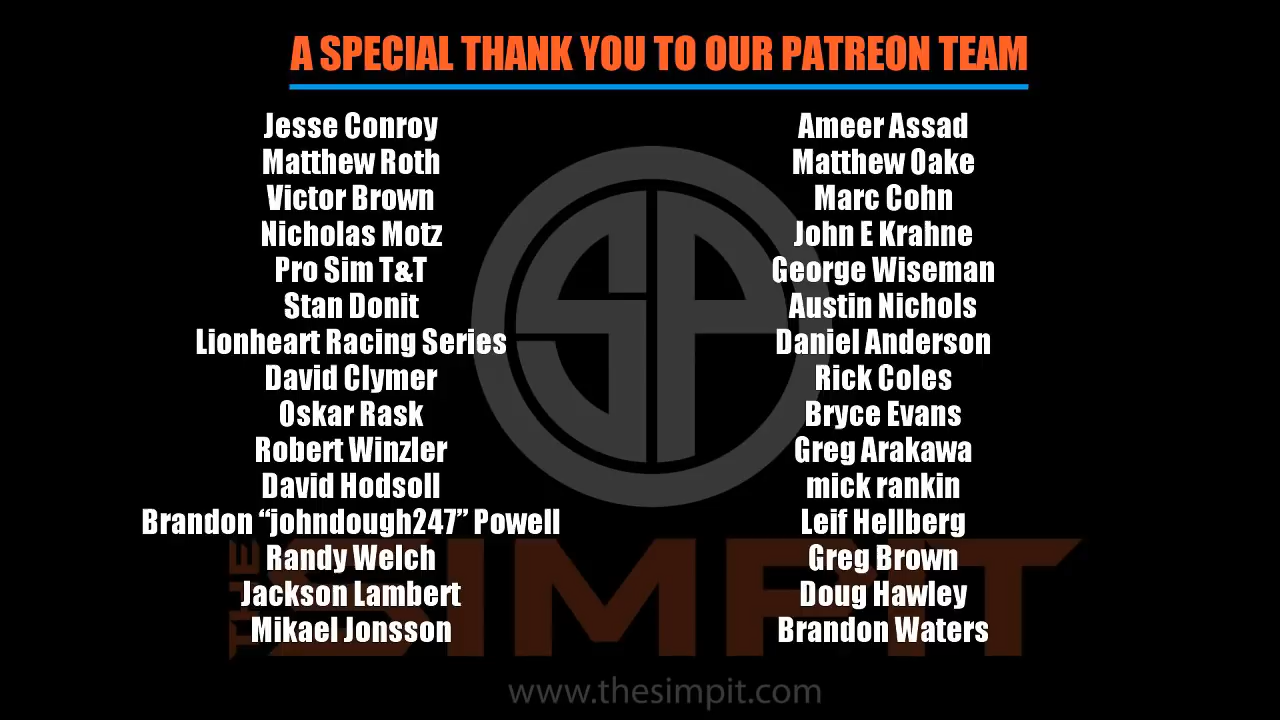 A SPECIAL THANK YOU TO OUR PATREON TEAM
Jesse Conroy
Matthew Roth
Victor Brown
Nicholas Motz
Pro Sim T&T
Stan Donit
Lionheart Racing Series
David Clymer
Oskar Rask
Robert Winzler
David Hodsoll
Brandon “johndough247” Powell
Randy Welch
Jackson Lambert
Mikael Jonsson
Ameer Assad
Matthew Oake
Marc Cohn
John E Krahne
George Wiseman
Austin Nichols
Daniel Anderson
Rick Coles
Bryce Evans
Greg Arakawa
mick rankin
Leif Hellberg
Greg Brown
Doug Hawley
Brandon Waters
SP
THE SIMPIT
www.thesimpit.com